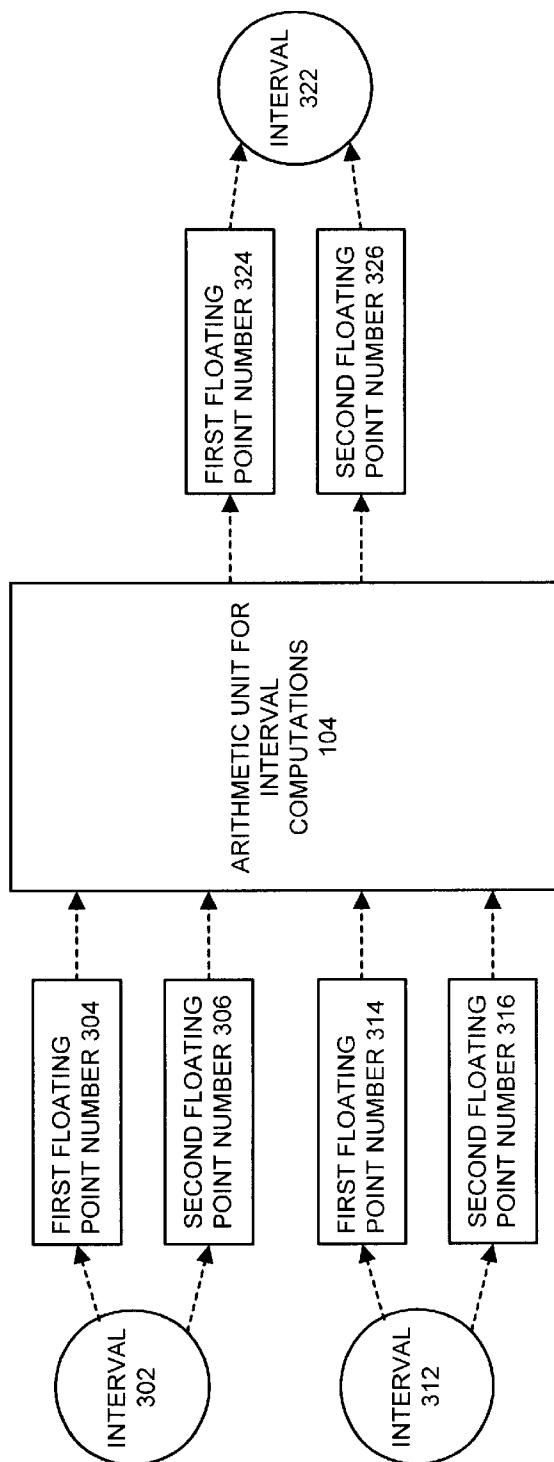 INTERVAL
302
FIRST FLOATING
POINT NUMBER 304
SECOND FLOATING
POINT NUMBER 306
INTERVAL
312
FIRST FLOATING
POINT NUMBER 314
SECOND FLOATING
POINT NUMBER 316
ARITHMETIC UNIT FOR
INTERVAL
COMPUTATIONS
104
FIRST FLOATING
POINT NUMBER 324
SECOND FLOATING
POINT NUMBER 326
INTERVAL
322